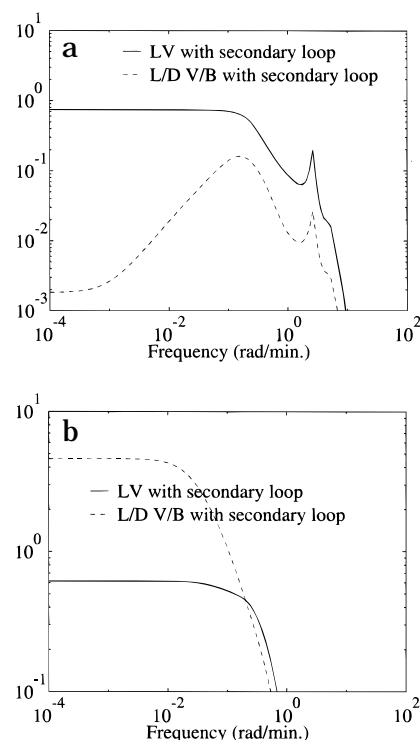 10^1
a
LV with secondary loop
L/D V/B with secondary loop
10^0
10^-1
10^-2
10^-3
10^-4 10^-2 10^0 10^2
Frequency (rad/min.)
10^1
b
LV with secondary loop
L/D V/B with secondary loop
10^0
10^-1
10^-4 10^-2 10^0 10^2
Frequency (rad/min.)